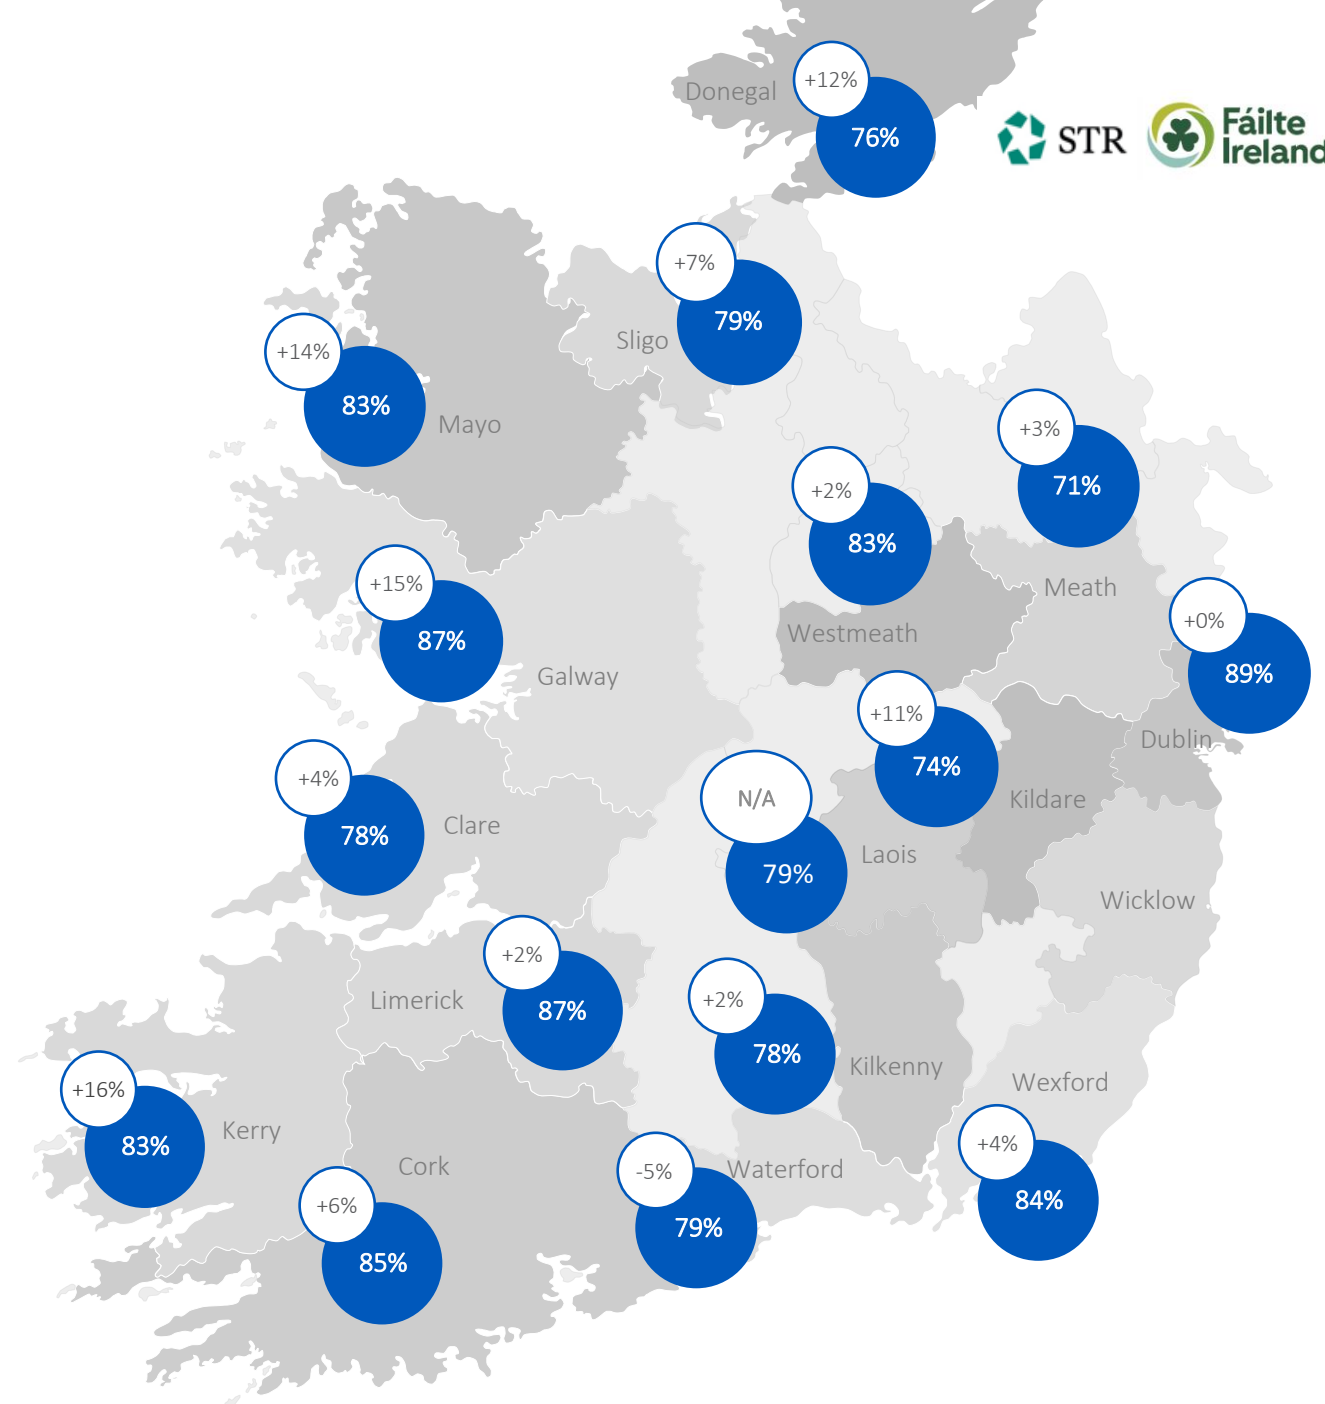 +12%
Donegal
76%
STR
Fáilte
Ireland
+7%
79%
Sligo
+14%
83%
Mayo
+3%
71%
Meath
+2%
83%
Westmeath
+15%
87%
Galway
+0%
89%
Dublin
+11%
74%
Kildare
N/A
79%
Laois
+4%
78%
Clare
Wicklow
+2%
87%
Limerick
+2%
78%
Kilkenny
Wexford
+4%
84%
+16%
83%
Kerry
Cork
+6%
85%
-5%
79%
Waterford